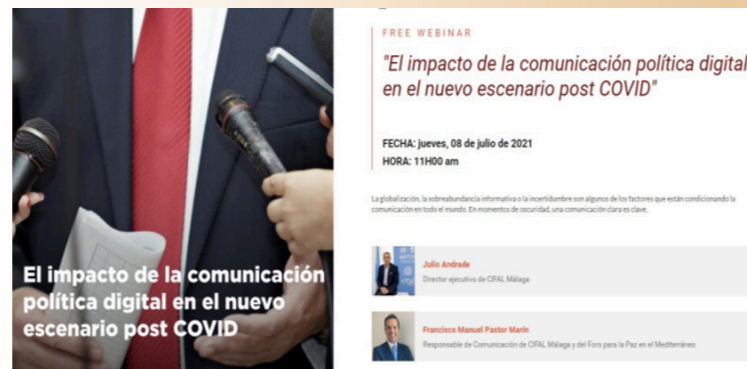 El impacto de la comunicación
política digital en el nuevo
escenario post COVID
FREE WEBINAR
"El impacto de la comunicación política digital
en el nuevo escenario post COVID"
FECHA: jueves, 08 de julio de 2021
HORA: 11H00 am
La globalización, la sobreabundancia informativa o la incertidumbre son algunos de los factores que están condicionando la
comunicación en todo el mundo. En momentos de oscuridad, una comunicación clara es clave.
Julio Andrade
Director ejecutivo de CIFAL Málaga
Francisco Manuel Pastor Marín
Responsable de Comunicación de CIFAL Málaga y del Foro para la Paz en el Mediterráneo